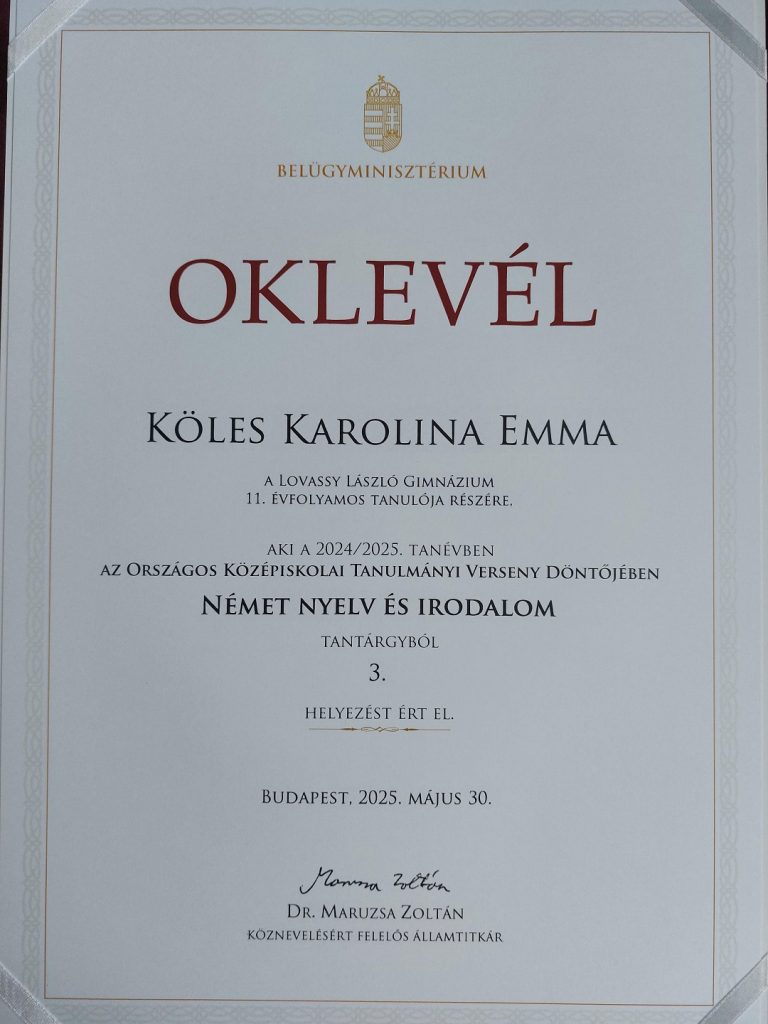 BELÜGYMINISZTÉRIUM
OKLEVÉL
KÖLES KAROLINA EMMA
A LOVASSY LÁSZLÓ GIMNÁZIUM
11. ÉVFOLYAMOS TANULÓJA RÉSZÉRE,
AKI A 2024/2025. TANÉVBEN
AZ ORSZÁGOS KÖZÉPISKOLAI TANULMÁNYI VERSENY DÖNTŐJÉBEN
NÉMET NYELV ÉS IRODALOM
TANTÁRGYBÓL
3.
HELYEZÉST ÉRT EL.
BUDAPEST, 2025. MÁJUS 30.
Maruzsa Zoltán
DR. MARUZSA ZOLTÁN
KÖZNEVELÉSÉRT FELELŐS ÁLLAMTITKÁR